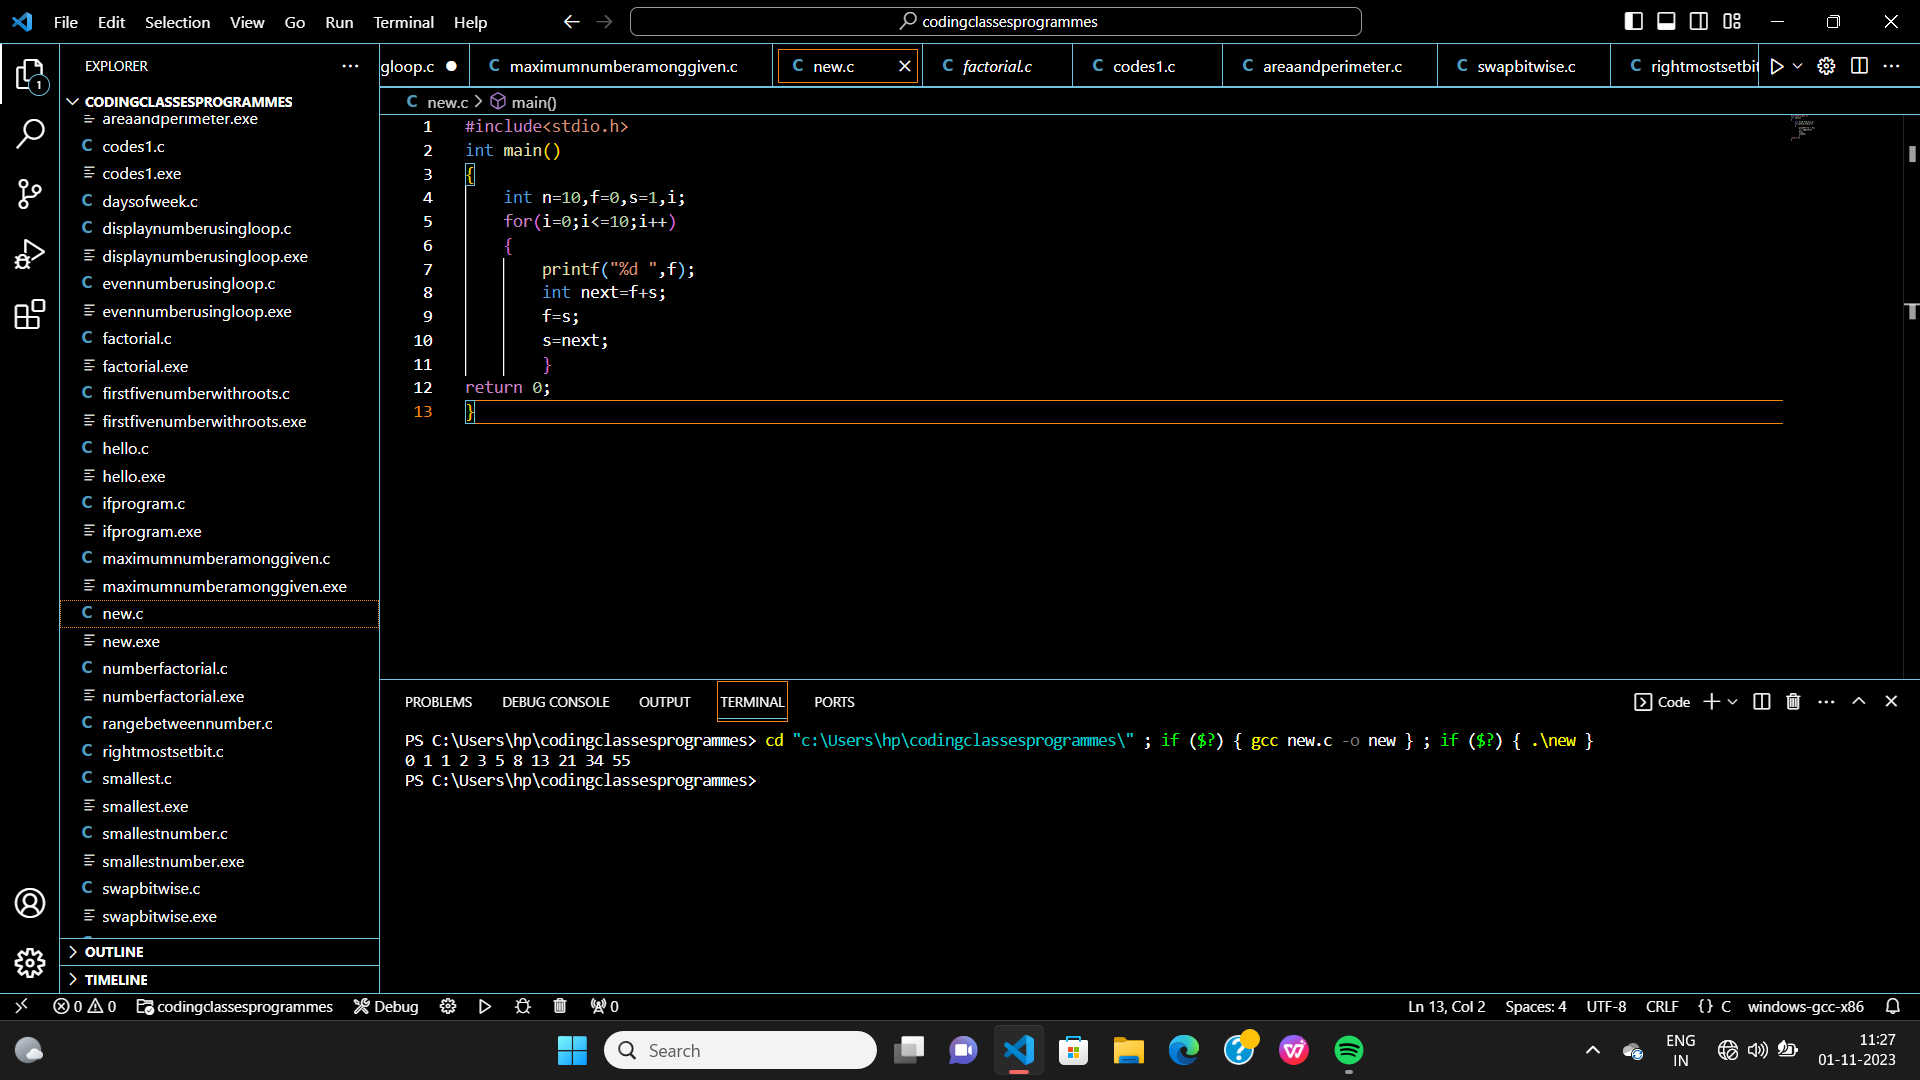 File Edit Selection View Go Run Terminal Help
codingclassesprogrammes
EXPLORER
gloop.c
C maximumnumberamonggiven.c
C new.c
C factorial.c
C codes1.c
C areaandperimeter.c
C swapbitwise.c
C rightmostsetbit
1
CODINGCLASSESPROGRAMMES
areaandperimeter.exe
C codes1.c
codes1.exe
C daysofweek.c
C displaynumberusingloop.c
displaynumberusingloop.exe
C evennumberusingloop.c
evennumberusingloop.exe
C factorial.c
factorial.exe
C firstfivenumberwithroots.c
firstfivenumberwithroots.exe
C hello.c
hello.exe
C ifprogram.c
ifprogram.exe
C maximumnumberamonggiven.c
maximumnumberamonggiven.exe
C new.c
new.exe
C numberfactorial.c
numberfactorial.exe
C rangebetweennumber.c
C rightmostsetbit.c
C smallest.c
smallest.exe
C smallestnumber.c
smallestnumber.exe
C swapbitwise.c
swapbitwise.exe
OUTLINE
TIMELINE
C new.c > main()
1 #include<stdio.h>
2 int main()
3 {
4 int n=10,f=0,s=1,i;
5 for(i=0;i<=10;i++)
6 {
7 printf("%d ",f);
8 int next=f+s;
9 f=s;
10 s=next;
11 }
12 return 0;
13 }
PROBLEMS DEBUG CONSOLE OUTPUT TERMINAL PORTS
Code
PS C:\Users\hp\codingclassesprogrammes> cd "c:\Users\hp\codingclassesprogrammes\" ; if ($?) { gcc new.c -o new } ; if ($?) { .\new }
0 1 1 2 3 5 8 13 21 34 55
PS C:\Users\hp\codingclassesprogrammes>
0 0 codingclassesprogrammes Debug 0
Ln 13, Col 2 Spaces: 4 UTF-8 CRLF {} C windows-gcc-x86
Search
ENG
IN
11:27
01-11-2023